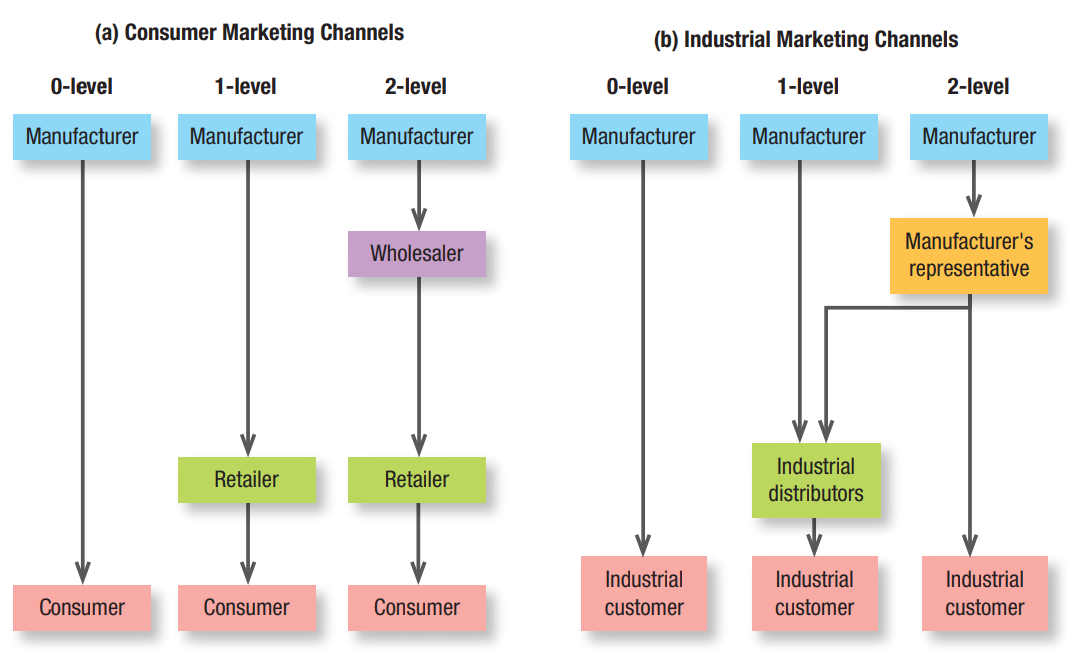 (a) Consumer Marketing Channels
0-level
1-level
2-level
Manufacturer
Manufacturer
Manufacturer
Wholesaler
Retailer
Retailer
Consumer
Consumer
Consumer
(b) Industrial Marketing Channels
0-level
1-level
2-level
Manufacturer
Manufacturer
Manufacturer
Manufacturer's
representative
Industrial
distributors
Industrial
customer
Industrial
customer
Industrial
customer